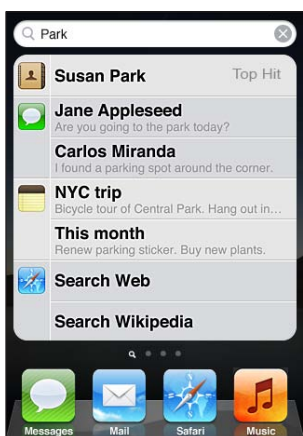 Park
Susan Park Top Hit
Jane Appleseed
Are you going to the park today?
Carlos Miranda
I found a parking spot around the corner.
NYC trip
Bicycle tour of Central Park. Hang out in…
This month
Renew parking sticker. Buy new plants.
Search Web
Search Wikipedia
Messages Mail Safari Music